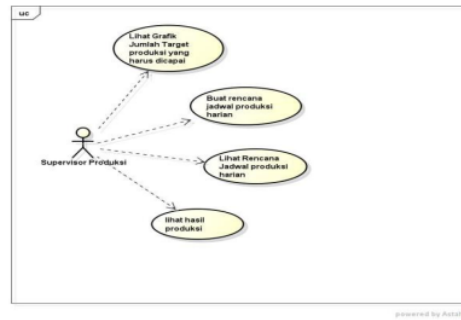 uc
Lihat Grafik
Jumlah Target
produksi yang
harus dicapai
Buat rencana
jadwal produksi
harian
Supervisor Produksi
Lihat Rencana
Jadwal produksi
harian
lihat hasil
produksi
powered by Astah